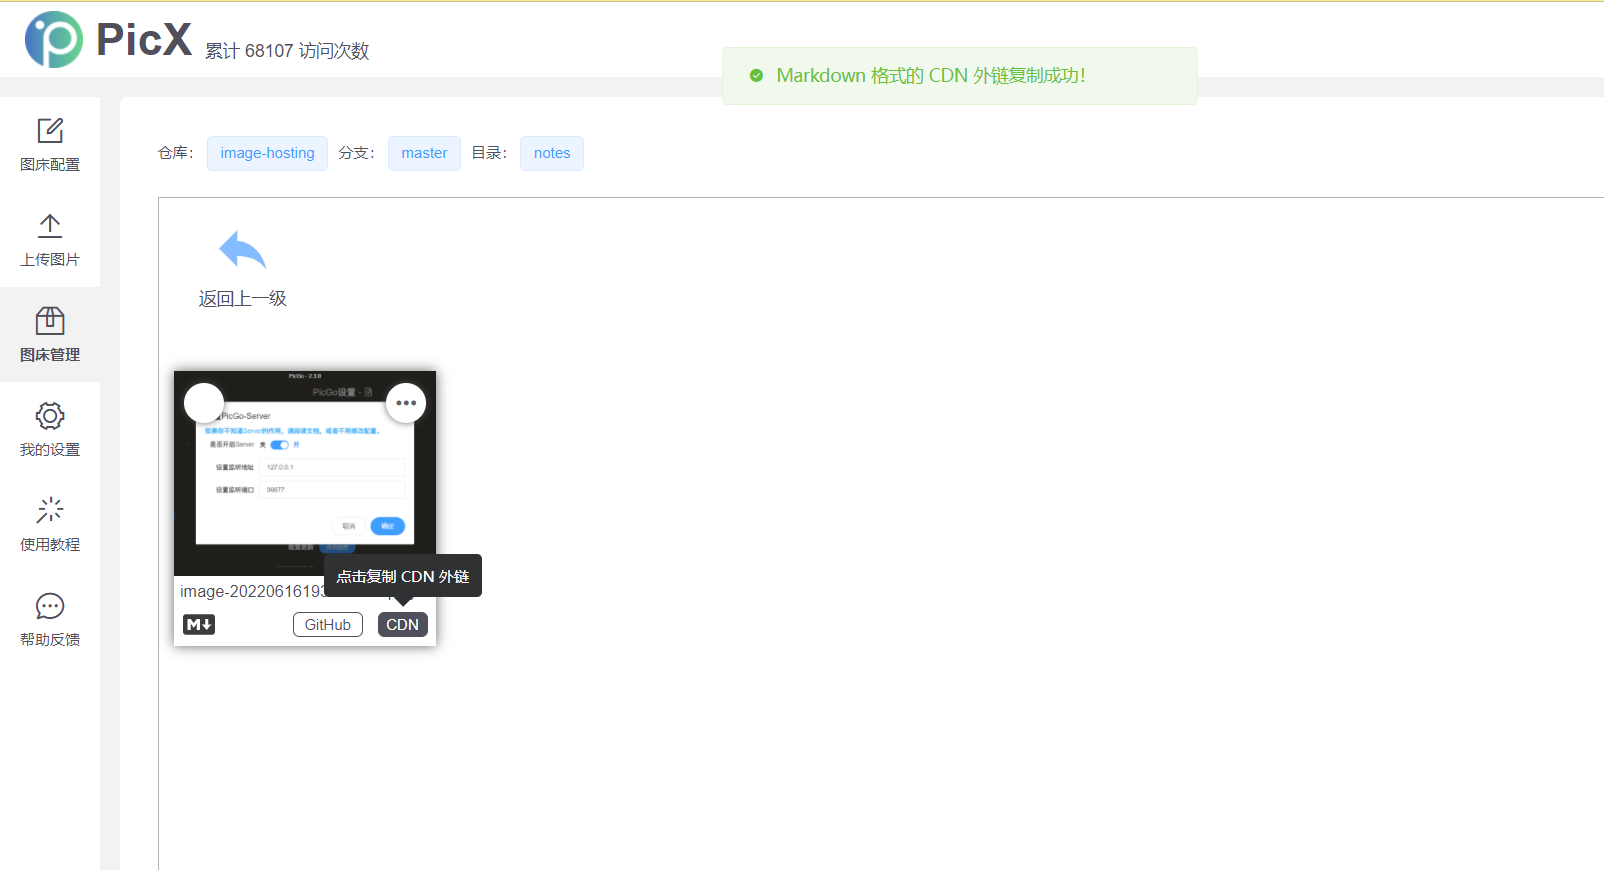 PicX 累计 68107 访问次数
Markdown 格式的 CDN 外链复制成功！
图床配置
上传图片
图床管理
我的设置
使用教程
帮助反馈
仓库： image-hosting 分支： master 目录： notes
返回上一级
PicGo - 2.3.0
PicGo设置 -
PicGo-Server
如果你不知道Server的作用，请阅读文档，或者不用修改配置。
是否开启Server 关 开
设置监听地址 127.0.0.1
设置监听端口 36677
取消 确定
点击复制 CDN 外链
image-2022061619
M↓ GitHub CDN